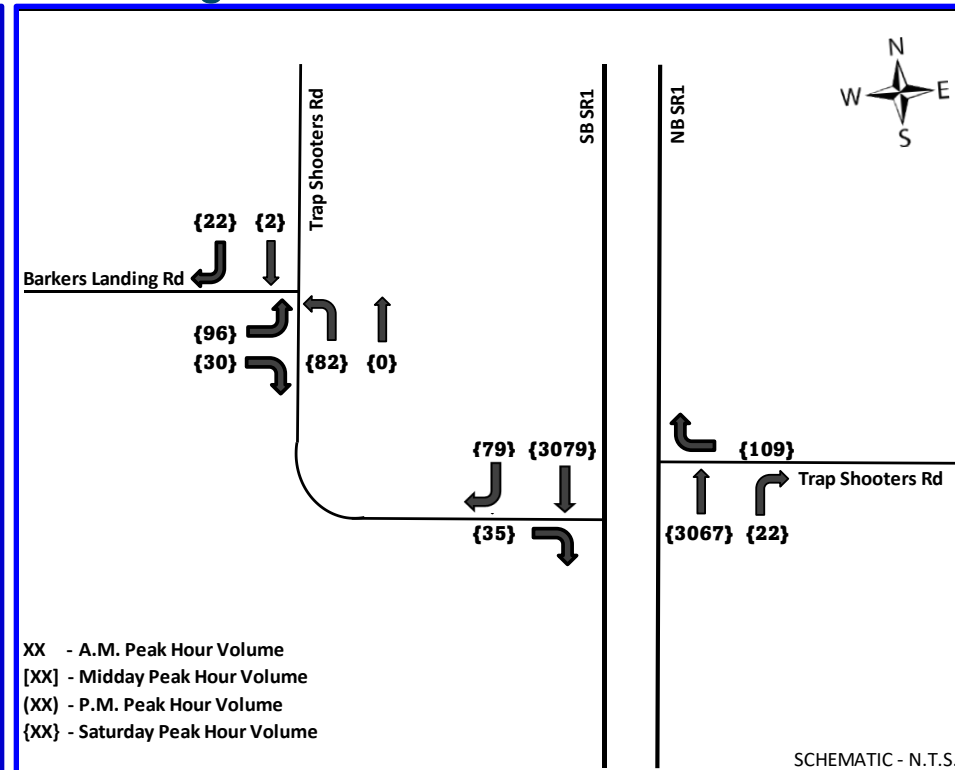 N
W E
S
Trap Shooters Rd
SB SR1
NB SR1
{22} {2}
Barkers Landing Rd
{96}
{30} {82} {0}
{79} {3079}
{109}
Trap Shooters Rd
{35} {3067} {22}
XX - A.M. Peak Hour Volume
[XX] - Midday Peak Hour Volume
(XX) - P.M. Peak Hour Volume
{XX} - Saturday Peak Hour Volume
SCHEMATIC - N.T.S.